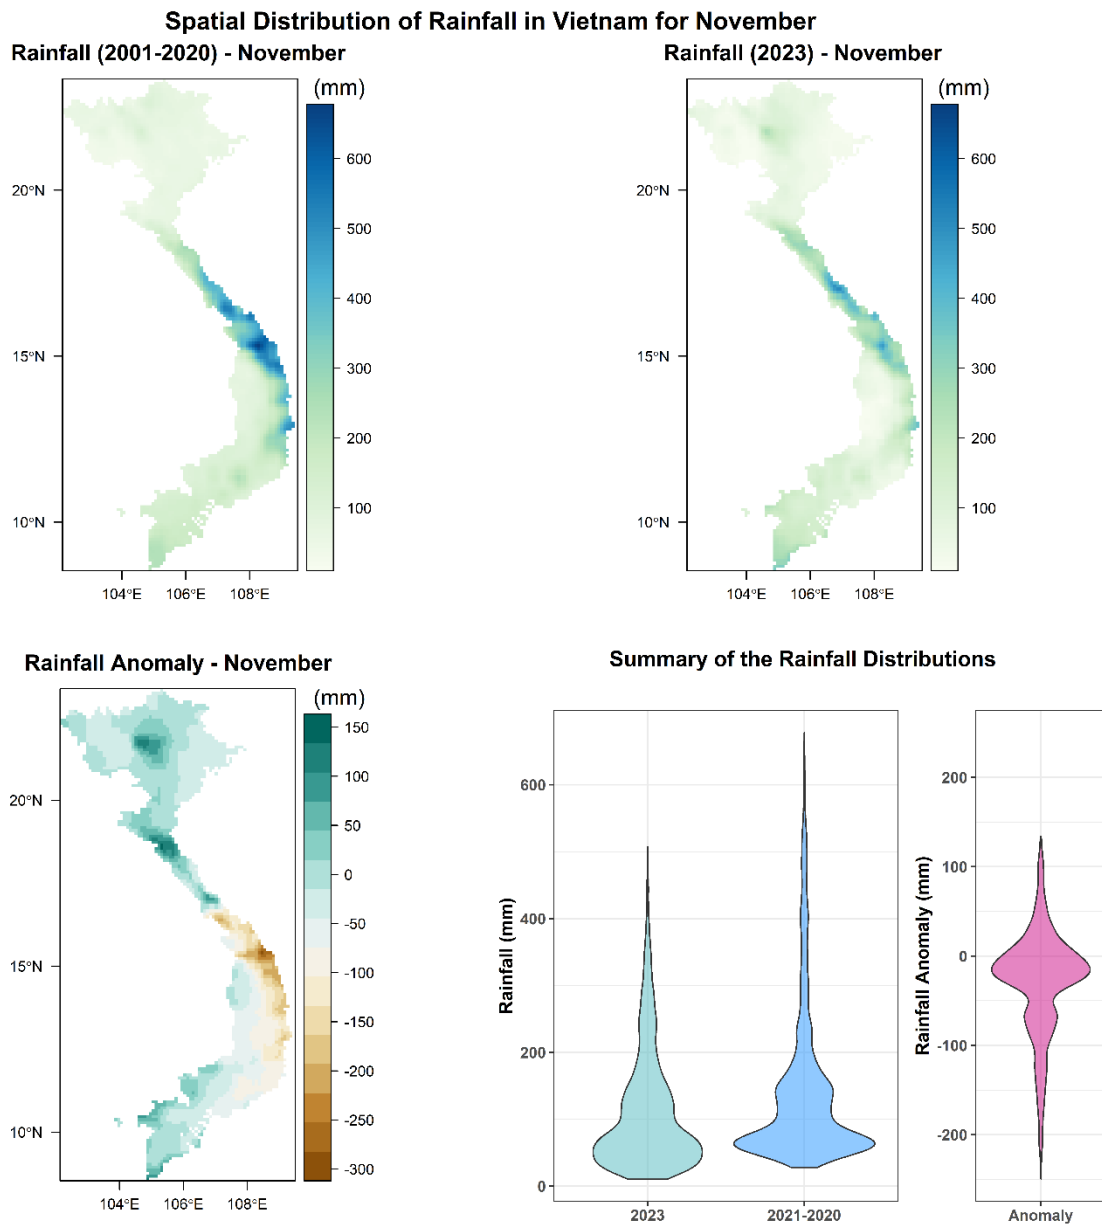 Spatial Distribution of Rainfall in Vietnam for November
Rainfall (2001-2020) - November
(mm)
600
500
400
300
200
100
20°N
15°N
10°N
104°E 106°E 108°E
Rainfall (2023) - November
(mm)
600
500
400
300
200
100
20°N
15°N
10°N
104°E 106°E 108°E
Rainfall Anomaly - November
(mm)
150
100
50
0
-50
-100
-150
-200
-250
-300
20°N
15°N
10°N
104°E 106°E 108°E
Summary of the Rainfall Distributions
Rainfall (mm)
600
400
200
0
2023 2021-2020
Rainfall Anomaly (mm)
200
100
0
-100
-200
Anomaly